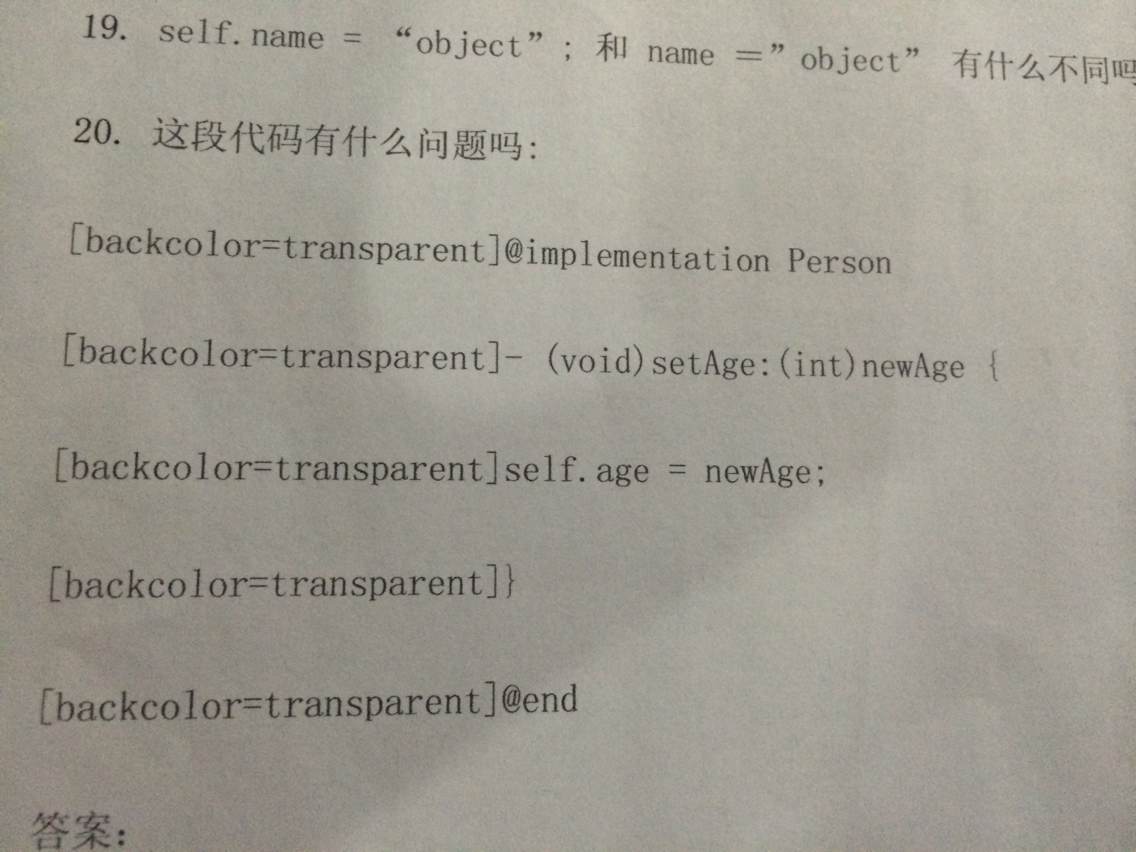 19. self.name = “object”; 和 name =”object” 有什么不同吗
20. 这段代码有什么问题吗:
[backcolor=transparent]@implementation Person
[backcolor=transparent]- (void)setAge:(int)newAge {
[backcolor=transparent]self.age = newAge;
[backcolor=transparent]}
[backcolor=transparent]@end
答案: